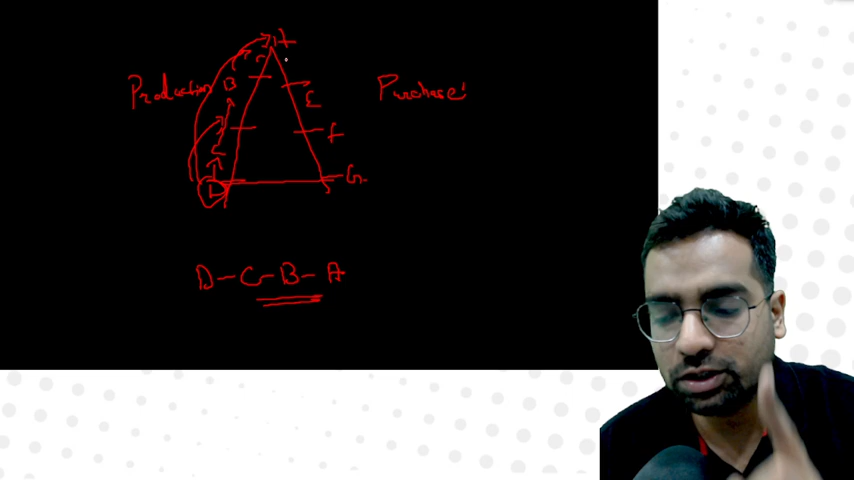 A
Production B Purchase
E
C F
D G
D - C - B - A